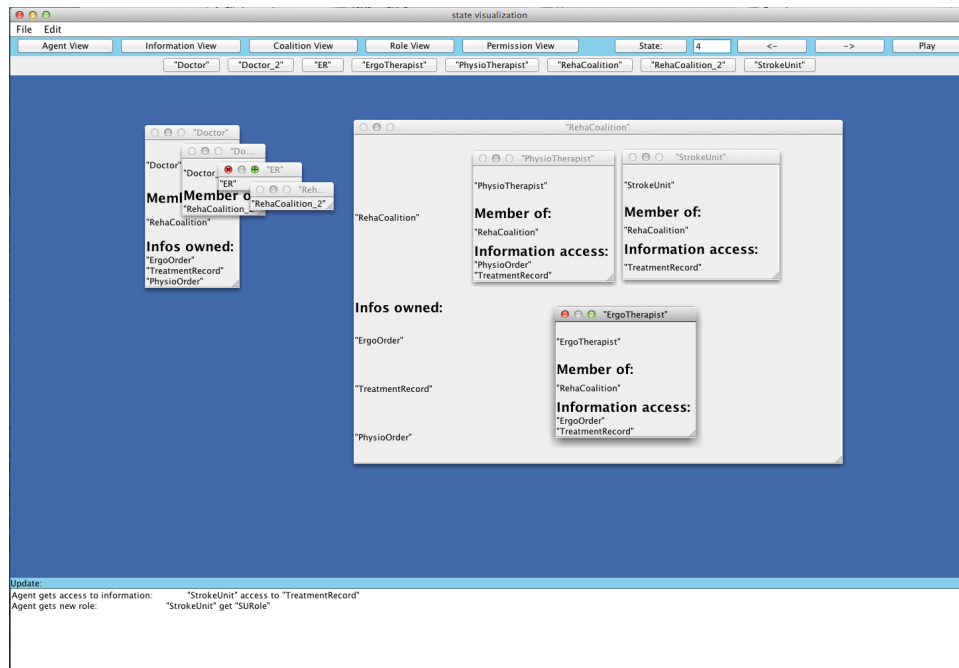 state visualization
File Edit
Agent View Information View Coalition View Role View Permission View State: 4 <- -> Play
"Doctor" "Doctor_2" "ER" "ErgoTherapist" "PhysioTherapist" "RehaCoalition" "RehaCoalition_2" "StrokeUnit"
"Doctor"
"Doctor"
"RehaCoalition"
Infos owned:
"ErgoOrder"
"TreatmentRecord"
"PhysioOrder"
"Do...
Member o
"ER"
"ER"
"Reh...
"RehaCoalition_2"
"RehaCoalition"
"RehaCoalition"
Infos owned:
"ErgoOrder"
"TreatmentRecord"
"PhysioOrder"
"PhysioTherapist"
"PhysioTherapist"
Member of:
"RehaCoalition"
Information access:
"PhysioOrder"
"TreatmentRecord"
"StrokeUnit"
"StrokeUnit"
Member of:
"RehaCoalition"
Information access:
"TreatmentRecord"
"ErgoTherapist"
"ErgoTherapist"
Member of:
"RehaCoalition"
Information access:
"ErgoOrder"
"TreatmentRecord"
Update:
Agent gets access to information: "StrokeUnit" access to "TreatmentRecord"
Agent gets new role: "StrokeUnit" get "SURole"